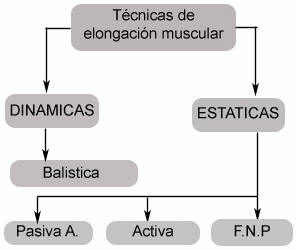 Técnicas de
elongación muscular
DINAMICAS
ESTATICAS
Balistica
Pasiva A.
Activa
F.N.P